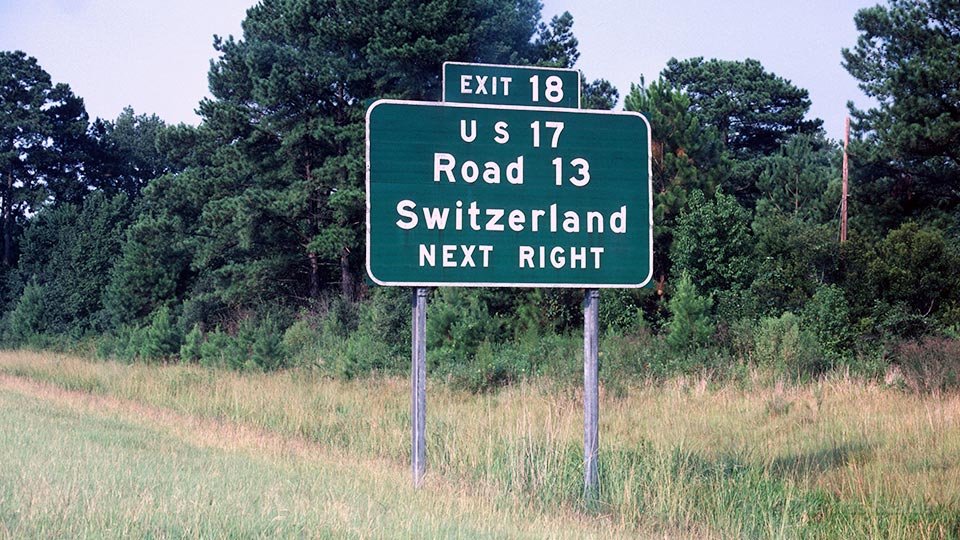 EXIT 18
U S 17
Road 13
Switzerland
NEXT RIGHT